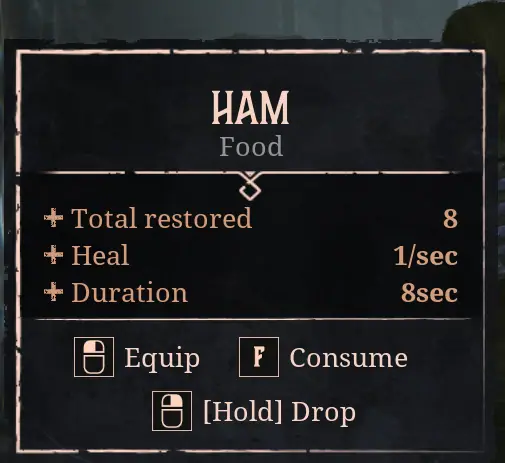 HAM
Food
Total restored 8
Heal 1/sec
Duration 8sec
Equip F Consume
[Hold] Drop